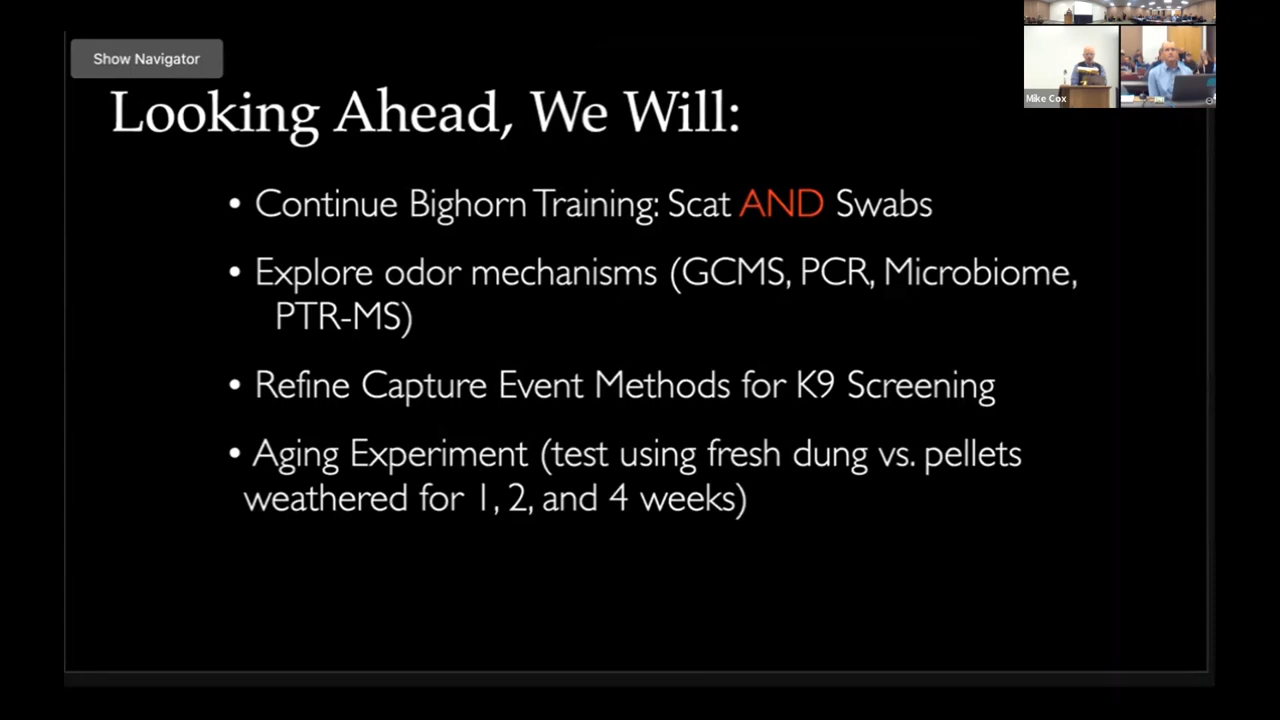 Show Navigator
Looking Ahead, We Will:
• Continue Bighorn Training: Scat AND Swabs
• Explore odor mechanisms (GCMS, PCR, Microbiome,
PTR-MS)
• Refine Capture Event Methods for K9 Screening
• Aging Experiment (test using fresh dung vs. pellets
weathered for 1, 2, and 4 weeks)
Mike Cox